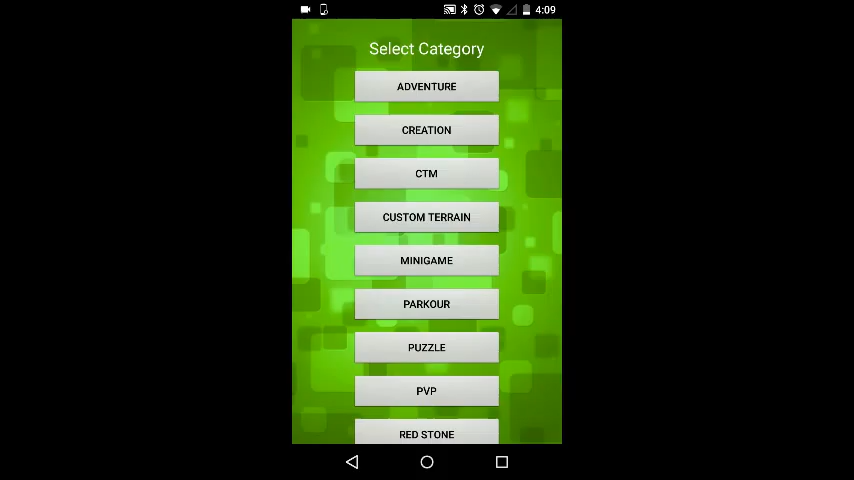 4:09
Select Category
ADVENTURE
CREATION
CTM
CUSTOM TERRAIN
MINIGAME
PARKOUR
PUZZLE
PVP
RED STONE